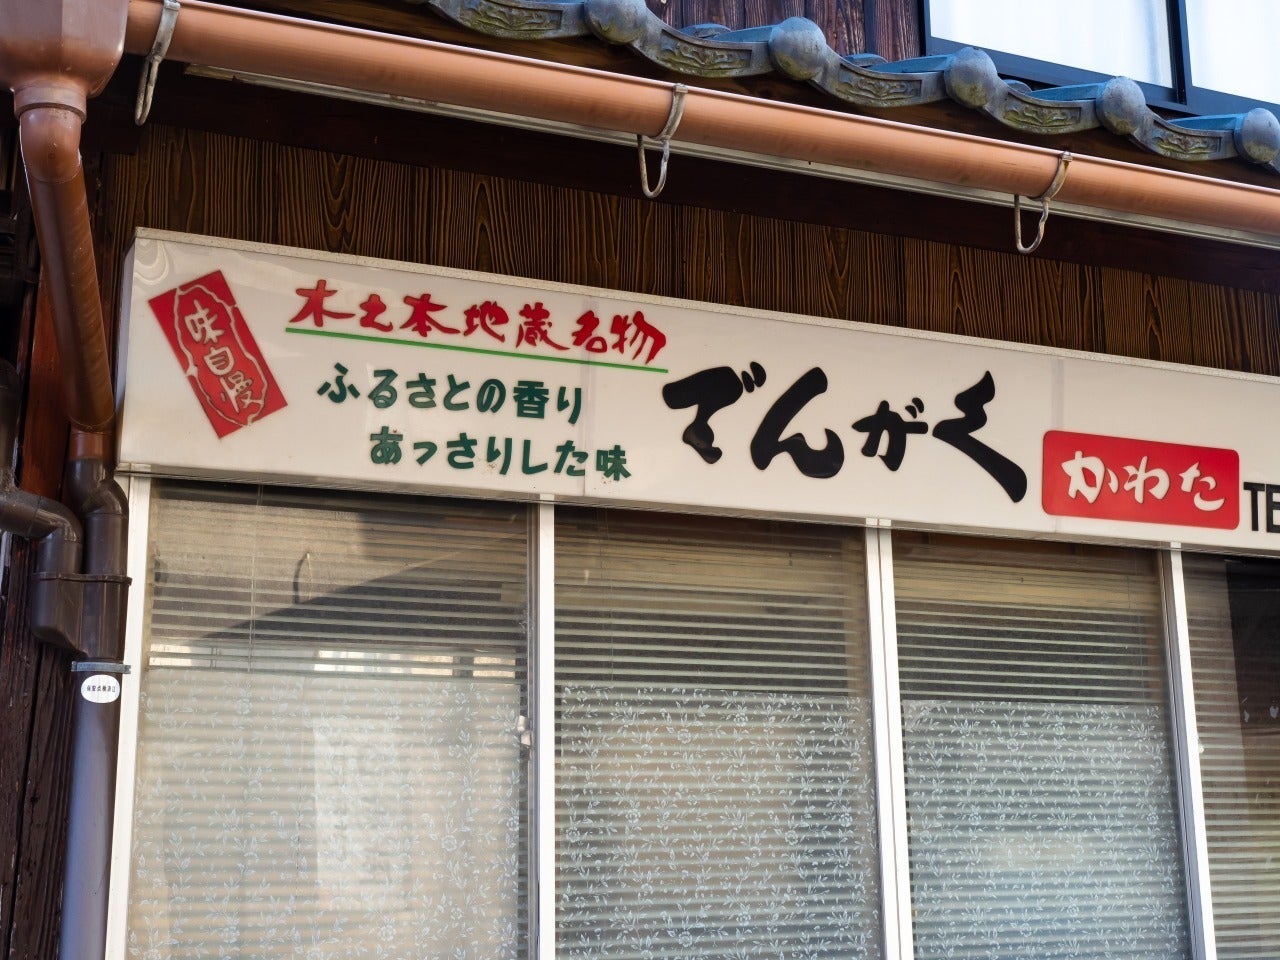 味自慢
木之本地蔵名物
ふるさとの香り
あっさりした味
でんがく
かわた
TE